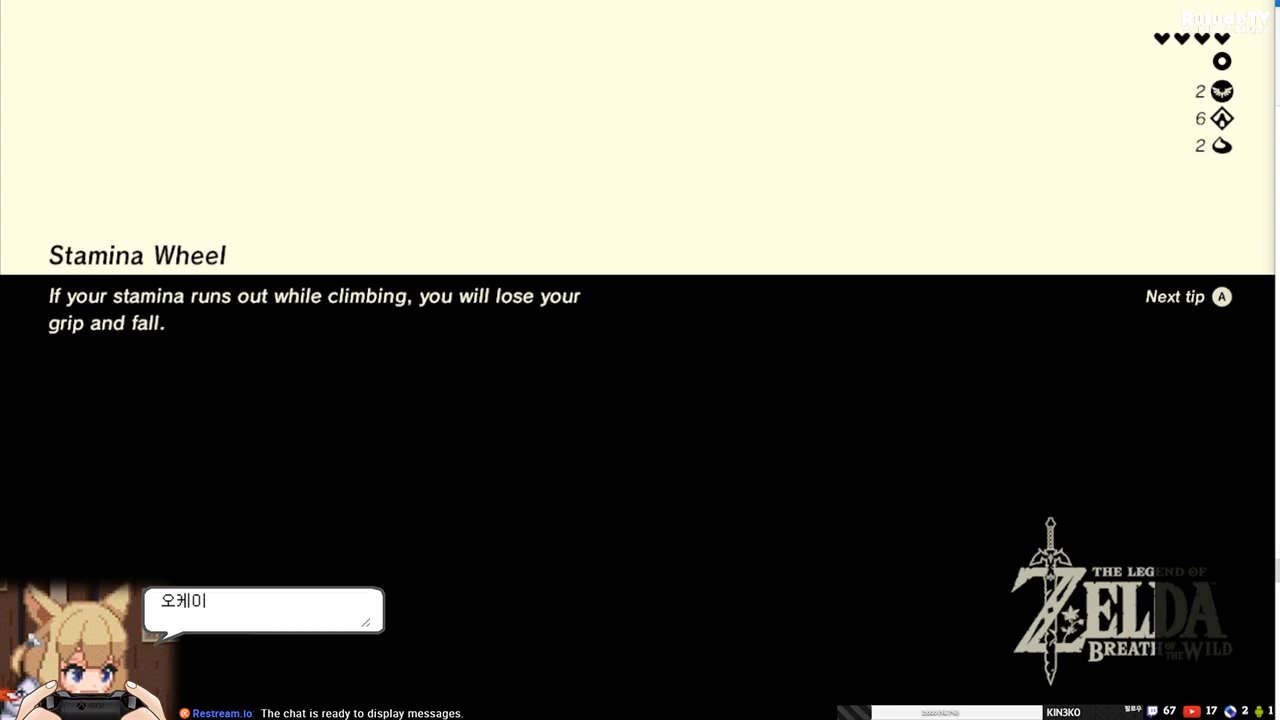 RuludeTV
2
6
2
Stamina Wheel
If your stamina runs out while climbing, you will lose your
grip and fall.
Next tip A
오케이
THE LEGEND OF
ZELDA
BREATH OF THE WILD
Restream.io The chat is ready to display messages.
KIN3KO
67 17 2 1